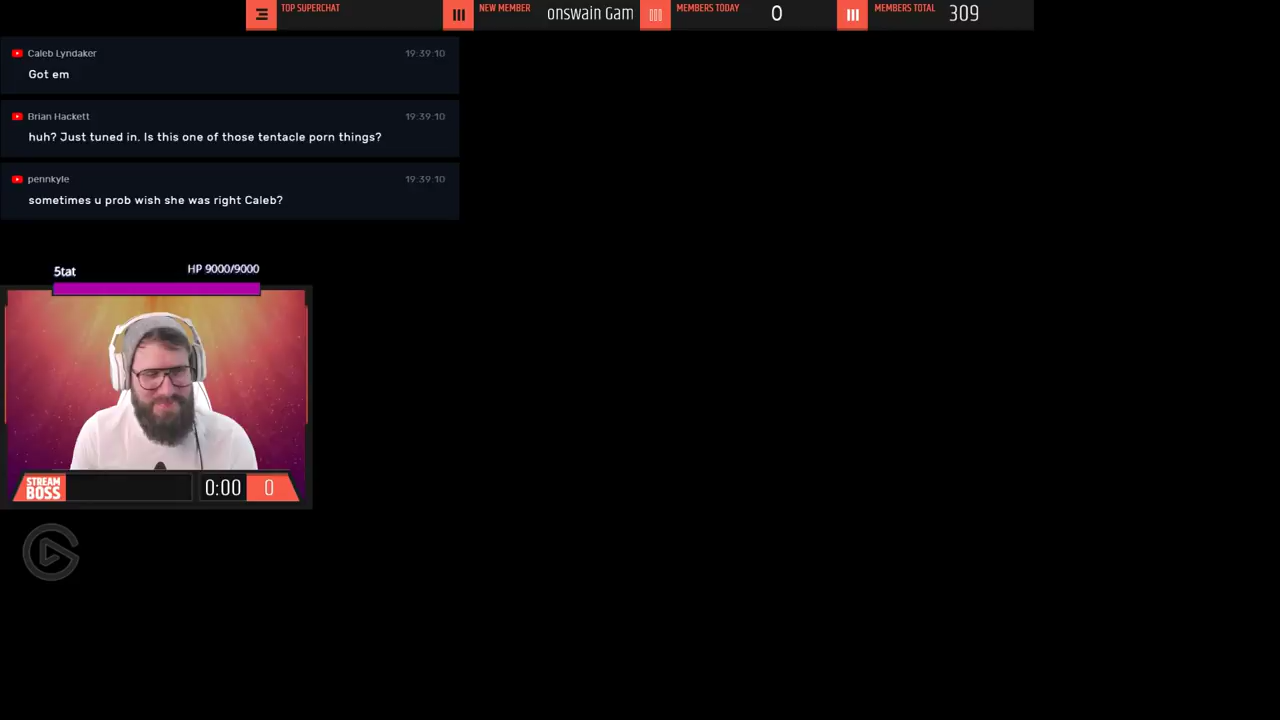 TOP SUPERCHAT
NEW MEMBER
onswain Gam
MEMBERS TODAY
0
MEMBERS TOTAL
309
Caleb Lyndaker
19:39:10
Got em
Brian Hackett
19:39:10
huh? Just tuned in. Is this one of those tentacle porn things?
pennkyle
19:39:10
sometimes u prob wish she was right Caleb?
5tat
HP 9000/9000
STREAM
BOSS
0:00
0